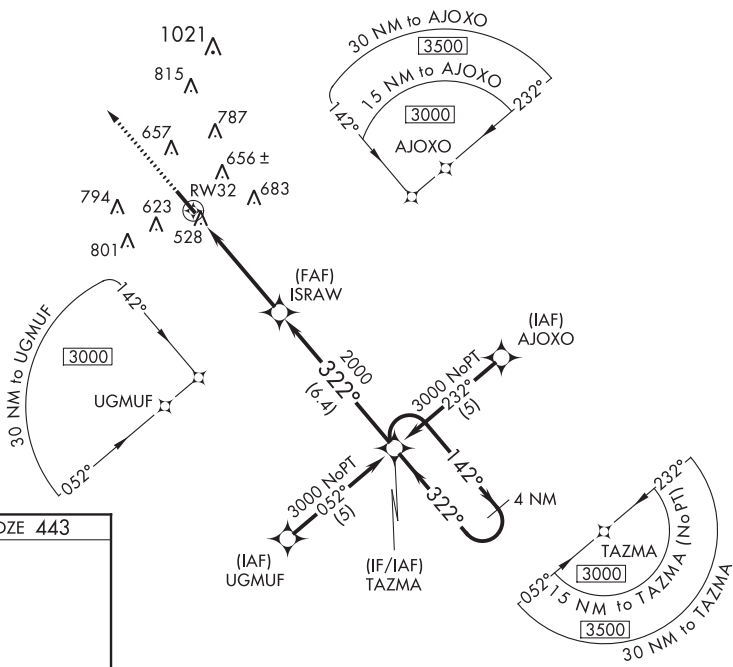 1021
815
787
657
656 ±
683
RW32
794
623
528
801
30 NM to AJOXO
3500
15 NM to AJOXO
142°
232°
3000
AJOXO
(FAF)
ISRAW
142°
30 NM to UGMUF
3000
UGMUF
052°
2000
322°
(6.4)
(IAF)
AJOXO
3000 NoPT
232°
(5)
142°
322°
4 NM
3000 NoPT
052°
(5)
(IAF)
UGMUF
(IF/IAF)
TAZMA
232°
TAZMA
052°
3000
15 NM to TAZMA (NoPT)
3500
30 NM to TAZMA
DZE 443